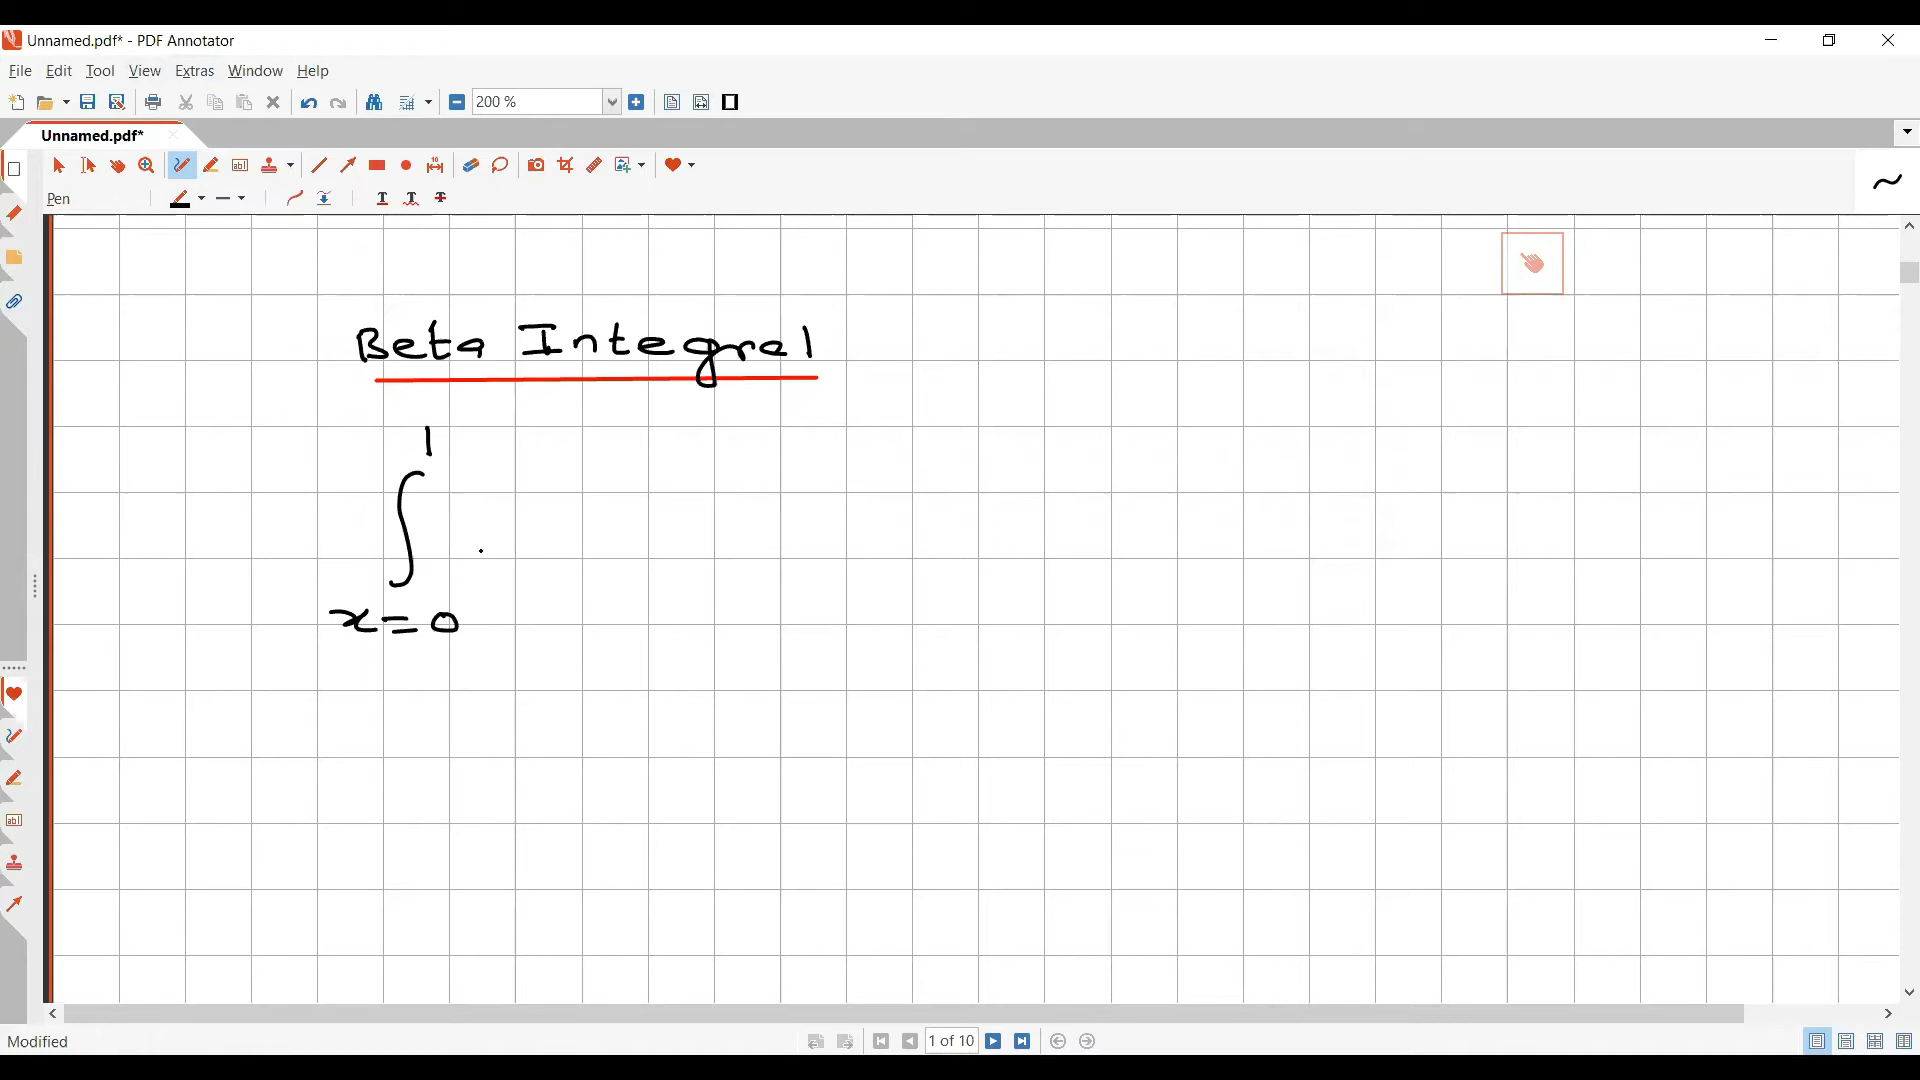 Unnamed.pdf* - PDF Annotator
File Edit Tool View Extras Window Help
200 %
Unnamed.pdf*
Pen
Beta Integral
1
∫
x = 0
Modified
1 of 10